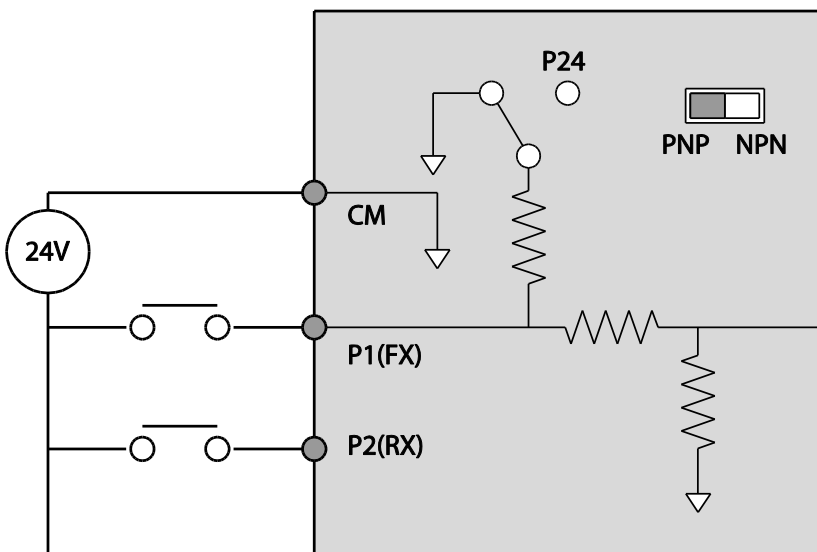 P24
PNP NPN
CM
24V
P1(FX)
P2(RX)